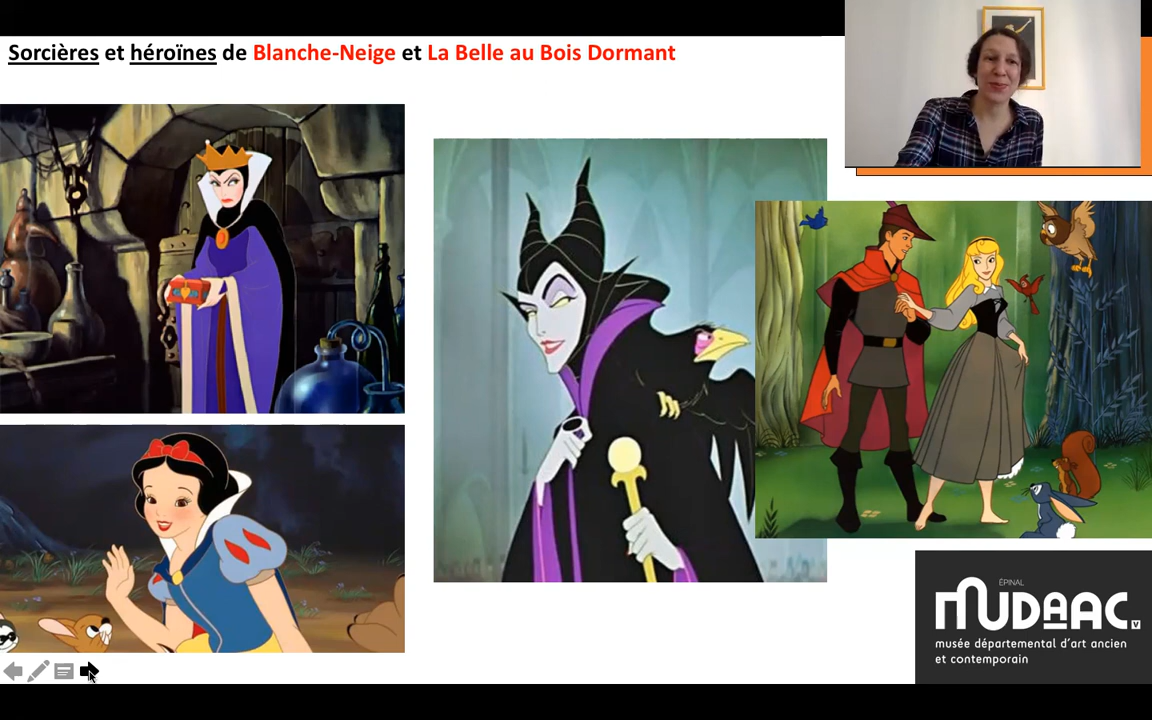 Sorcières et héroïnes de Blanche-Neige et La Belle au Bois Dormant
ÉPINAL
MUDAAC
V
musée départemental d'art ancien
et contemporain